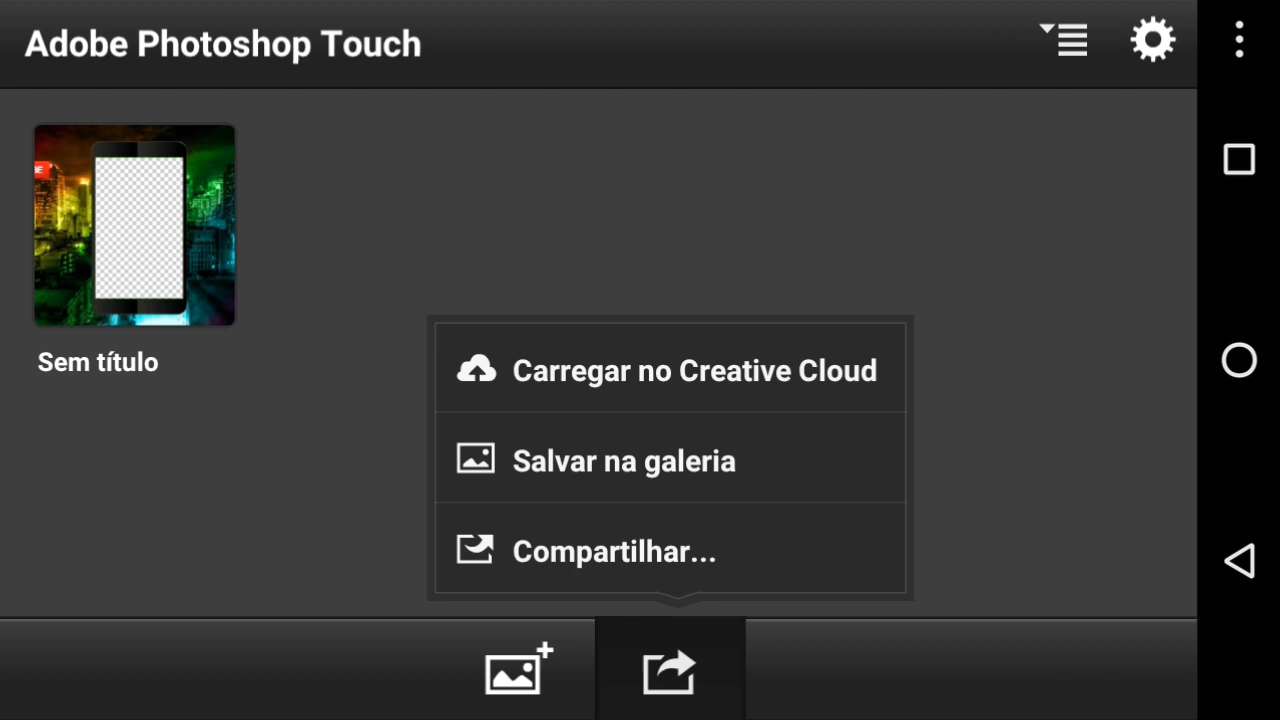 Adobe Photoshop Touch
Sem título
Carregar no Creative Cloud
Salvar na galeria
Compartilhar...